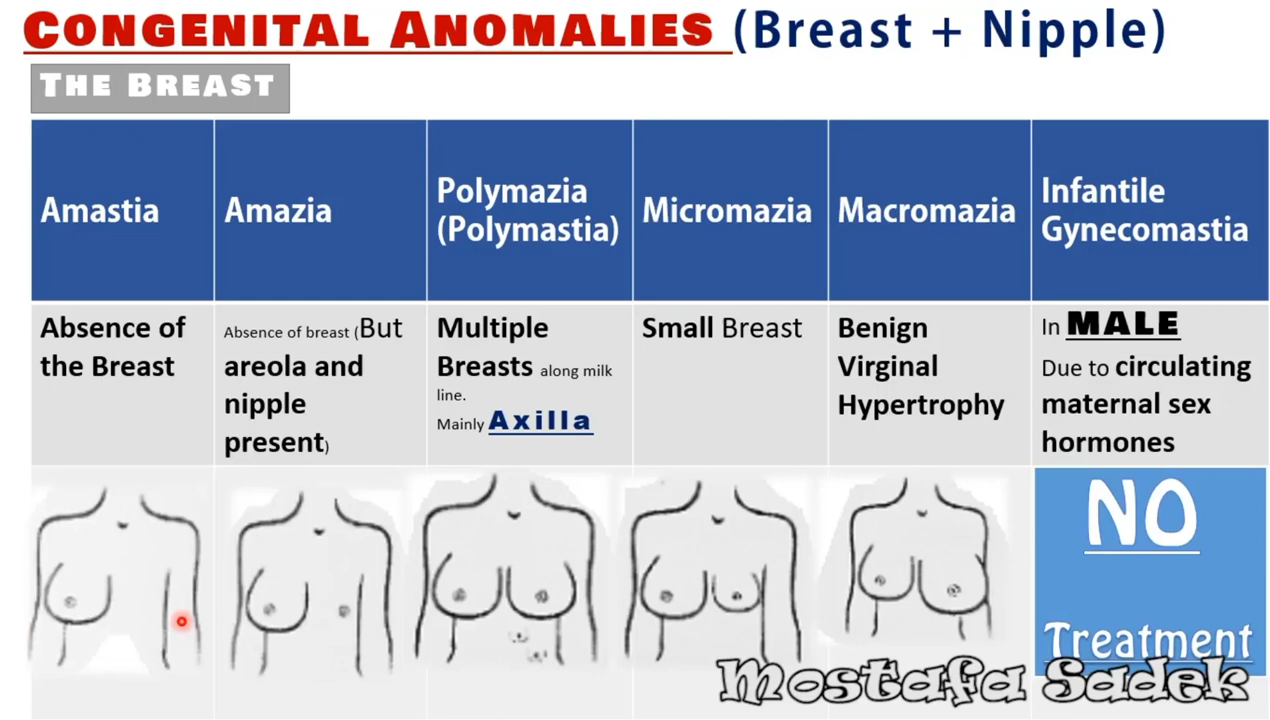 CONGENITAL ANOMALIES (Breast + Nipple)
THE BREAST
Amastia
Amazia
Polymazia
(Polymastia)
Micromazia
Macromazia
Infantile
Gynecomastia
Absence of
the Breast
Absence of breast (But
areola and
nipple
present)
Multiple
Breasts along milk
line.
Mainly Axilla
Small Breast
Benign
Virginal
Hypertrophy
In MALE
Due to circulating
maternal sex
hormones
NO
Treatment
Mostafa Sadek